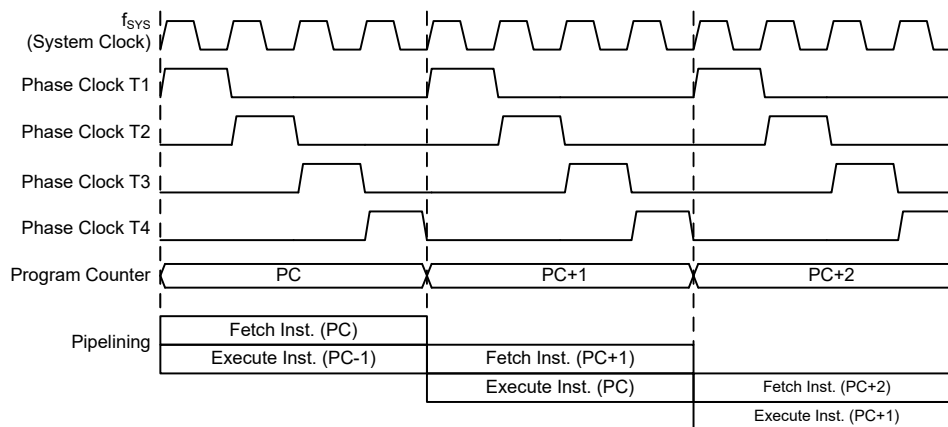 fSYS
(System Clock)
Phase Clock T1
Phase Clock T2
Phase Clock T3
Phase Clock T4
Program Counter PC PC+1 PC+2
Pipelining
Fetch Inst. (PC)
Execute Inst. (PC-1) Fetch Inst. (PC+1)
Execute Inst. (PC) Fetch Inst. (PC+2)
Execute Inst. (PC+1)